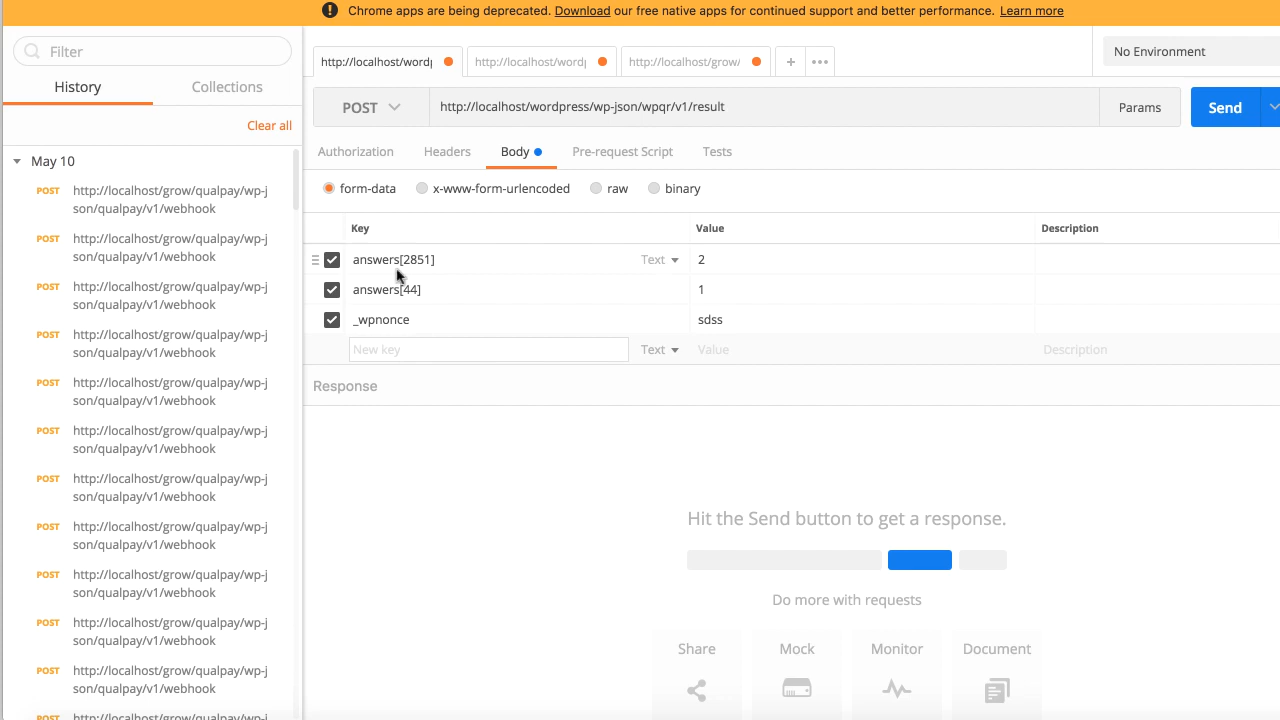 Chrome apps are being deprecated. Download our free native apps for continued support and better performance. Learn more
Filter
History Collections
Clear all
May 10
POST http://localhost/grow/qualpay/wp-j
son/qualpay/v1/webhook
POST http://localhost/grow/qualpay/wp-j
son/qualpay/v1/webhook
POST http://localhost/grow/qualpay/wp-j
son/qualpay/v1/webhook
POST http://localhost/grow/qualpay/wp-j
son/qualpay/v1/webhook
POST http://localhost/grow/qualpay/wp-j
son/qualpay/v1/webhook
POST http://localhost/grow/qualpay/wp-j
son/qualpay/v1/webhook
POST http://localhost/grow/qualpay/wp-j
son/qualpay/v1/webhook
POST http://localhost/grow/qualpay/wp-j
son/qualpay/v1/webhook
POST http://localhost/grow/qualpay/wp-j
son/qualpay/v1/webhook
POST http://localhost/grow/qualpay/wp-j
son/qualpay/v1/webhook
POST http://localhost/grow/qualpay/wp-j
son/qualpay/v1/webhook
POST http://localhost/grow/qualpay/wp-j
http://localhost/word http://localhost/word http://localhost/grow/ + •••
No Environment
POST http://localhost/wordpress/wp-json/wpqr/v1/result Params Send
Authorization Headers Body Pre-request Script Tests
form-data x-www-form-urlencoded raw binary
Key Value Description
answers[2851] Text 2
answers[44] 1
_wpnonce sdss
New key Text Value Description
Response
Hit the Send button to get a response.
Do more with requests
Share Mock Monitor Document